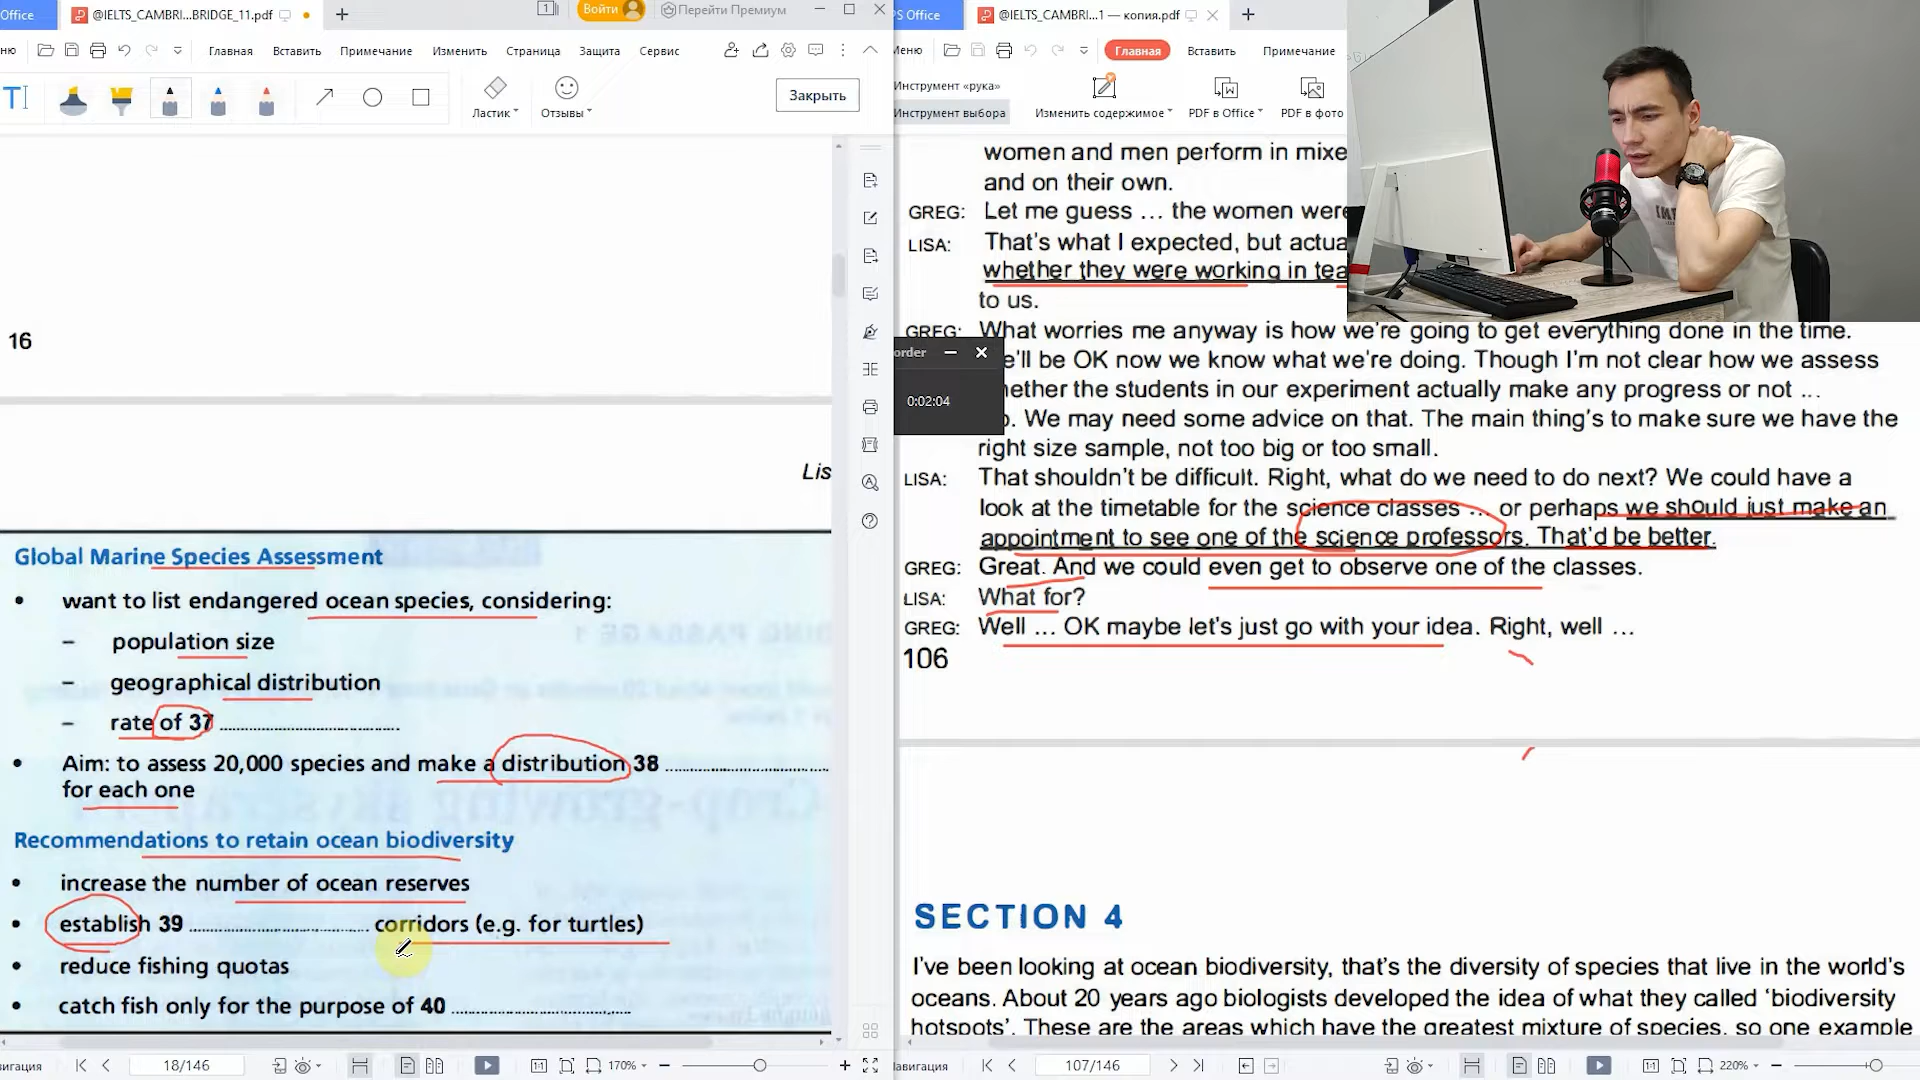 Office
@IELTS_CAMBRI...BRIDGE_11.pdf
1
Войти
Перейти Премиум
ню
Главная
Вставить
Примечание
Изменить
Страница
Защита
Сервис
Ластик
Отзывы
Закрыть
16
Lis
Global Marine Species Assessment
• want to list endangered ocean species, considering:
– population size
– geographical distribution
– rate of 37 ........................................
• Aim: to assess 20,000 species and make a distribution 38 ........................................
for each one
Recommendations to retain ocean biodiversity
• increase the number of ocean reserves
• establish 39 ........................................ corridors (e.g. for turtles)
• reduce fishing quotas
• catch fish only for the purpose of 40 ........................................
вигация
18/146
170%
PS Office
@IELTS_CAMBRI...1 — копия.pdf
Меню
Главная
Вставить
Примечание
Инструмент «рука»
Инструмент выбора
Изменить содержимое
PDF в Office
PDF в фото
women and men perform in mixe
and on their own.
GREG: Let me guess ... the women were
LISA: That's what I expected, but actua
whether they were working in tea
to us.
GREG: What worries me anyway is how we're going to get everything done in the time.
e'll be OK now we know what we're doing. Though I'm not clear how we assess
hether the students in our experiment actually make any progress or not ...
o. We may need some advice on that. The main thing's to make sure we have the
right size sample, not too big or too small.
LISA: That shouldn't be difficult. Right, what do we need to do next? We could have a
look at the timetable for the science classes ... or perhaps we should just make an
appointment to see one of the science professors. That'd be better.
GREG: Great. And we could even get to observe one of the classes.
LISA: What for?
GREG: Well ... OK maybe let's just go with your idea. Right, well ...
106
order
0:02:04
SECTION 4
I've been looking at ocean biodiversity, that's the diversity of species that live in the world's
oceans. About 20 years ago biologists developed the idea of what they called 'biodiversity
hotspots'. These are the areas which have the greatest mixture of species, so one example
Навигация
107/146
220%